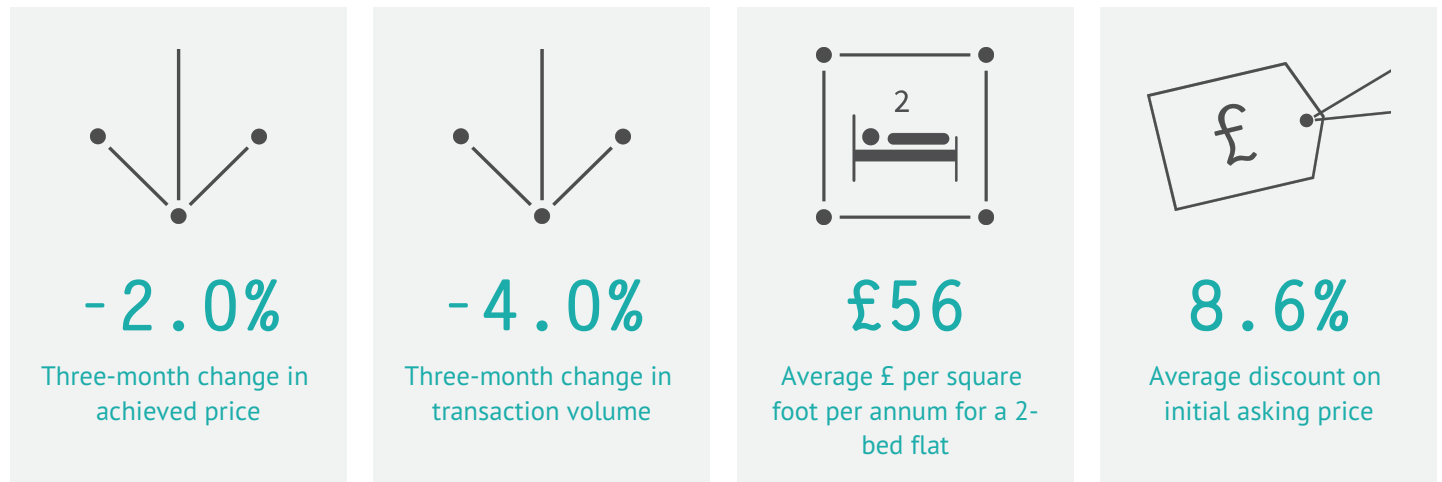 2
£
-2.0%
Three-month change in
achieved price
-4.0%
Three-month change in
transaction volume
£56
Average £ per square
foot per annum for a 2-
bed flat
8.6%
Average discount on
initial asking price